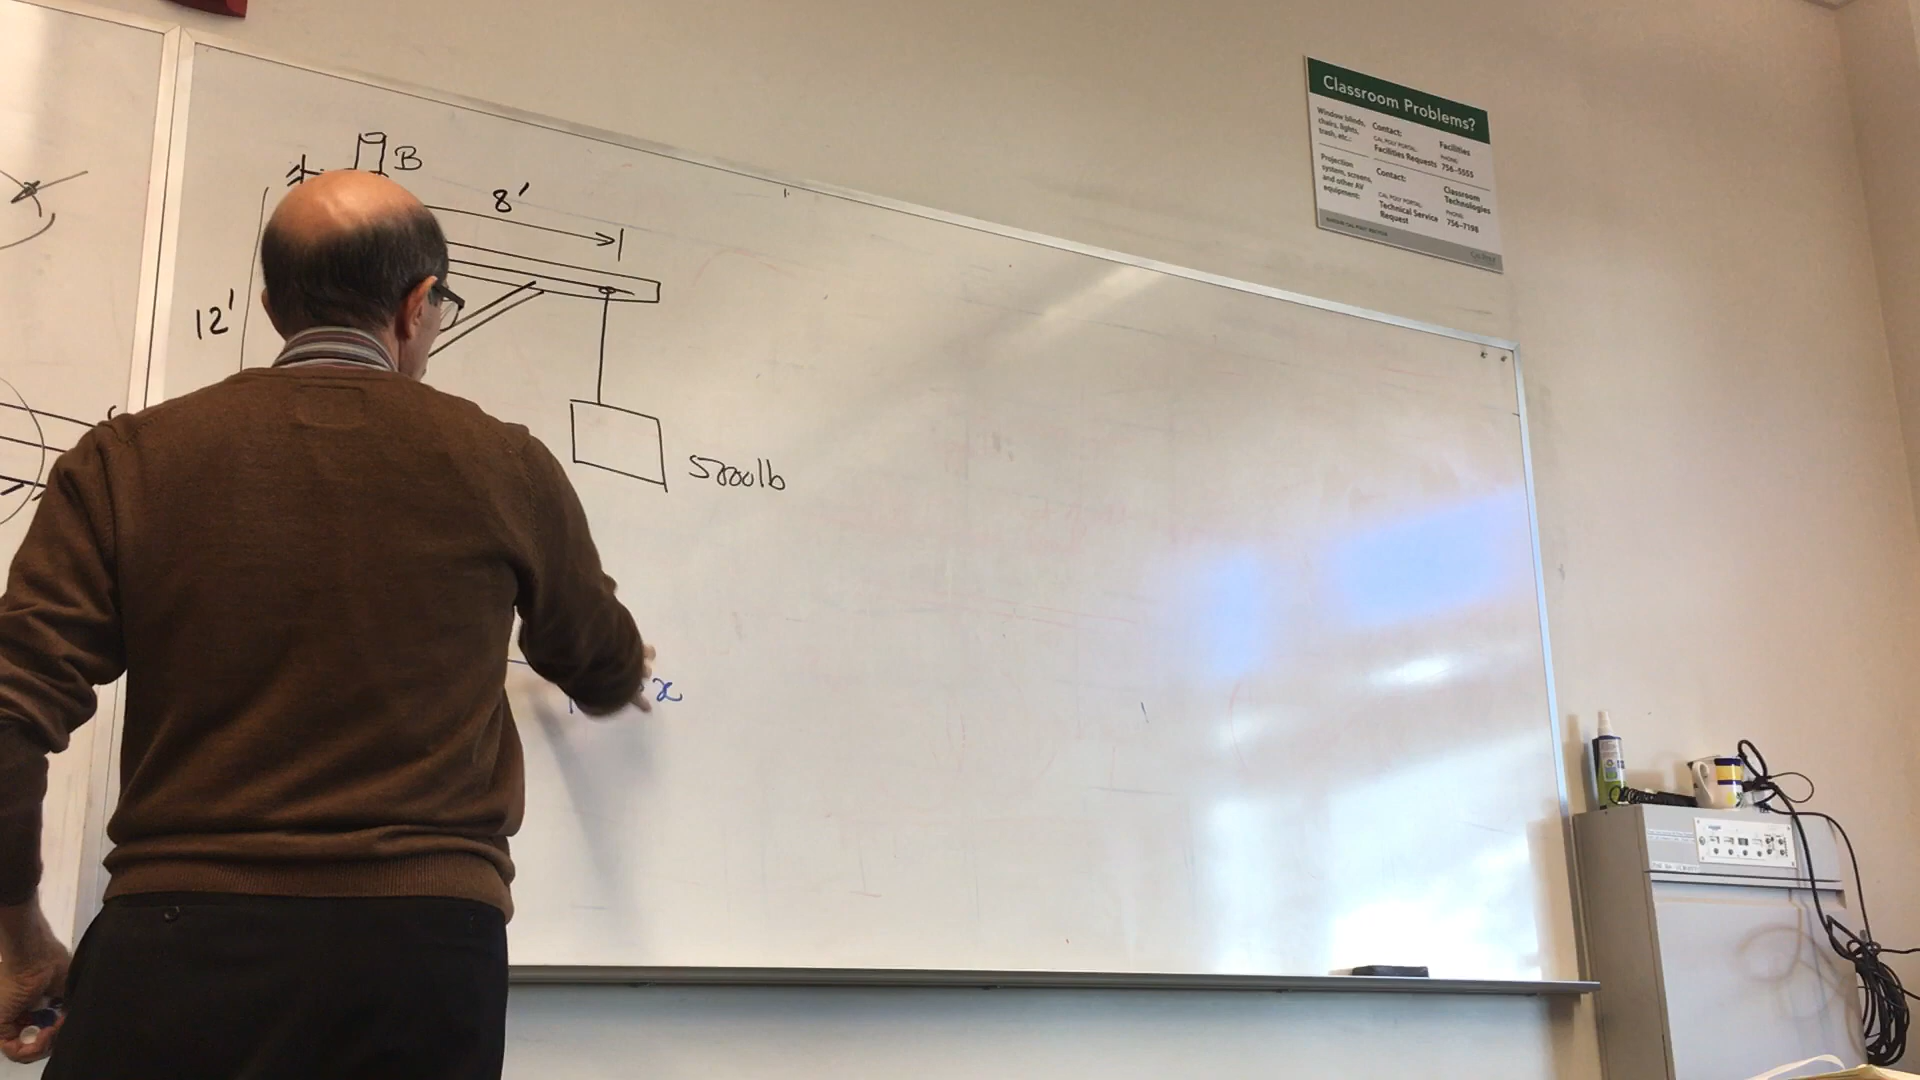 B
8'
12'
5000lb
x
Classroom Problems?
Window blinds,
chairs, lights,
trash, etc.:
Contact:
CAL POLY PORTAL:
Facilities Requests
Facilities
PHONE:
756-5555
Projection
system, screens,
and other AV
equipment:
Contact:
CAL POLY PORTAL:
Technical Service
Request
Classroom
Technologies
PHONE:
756-7198